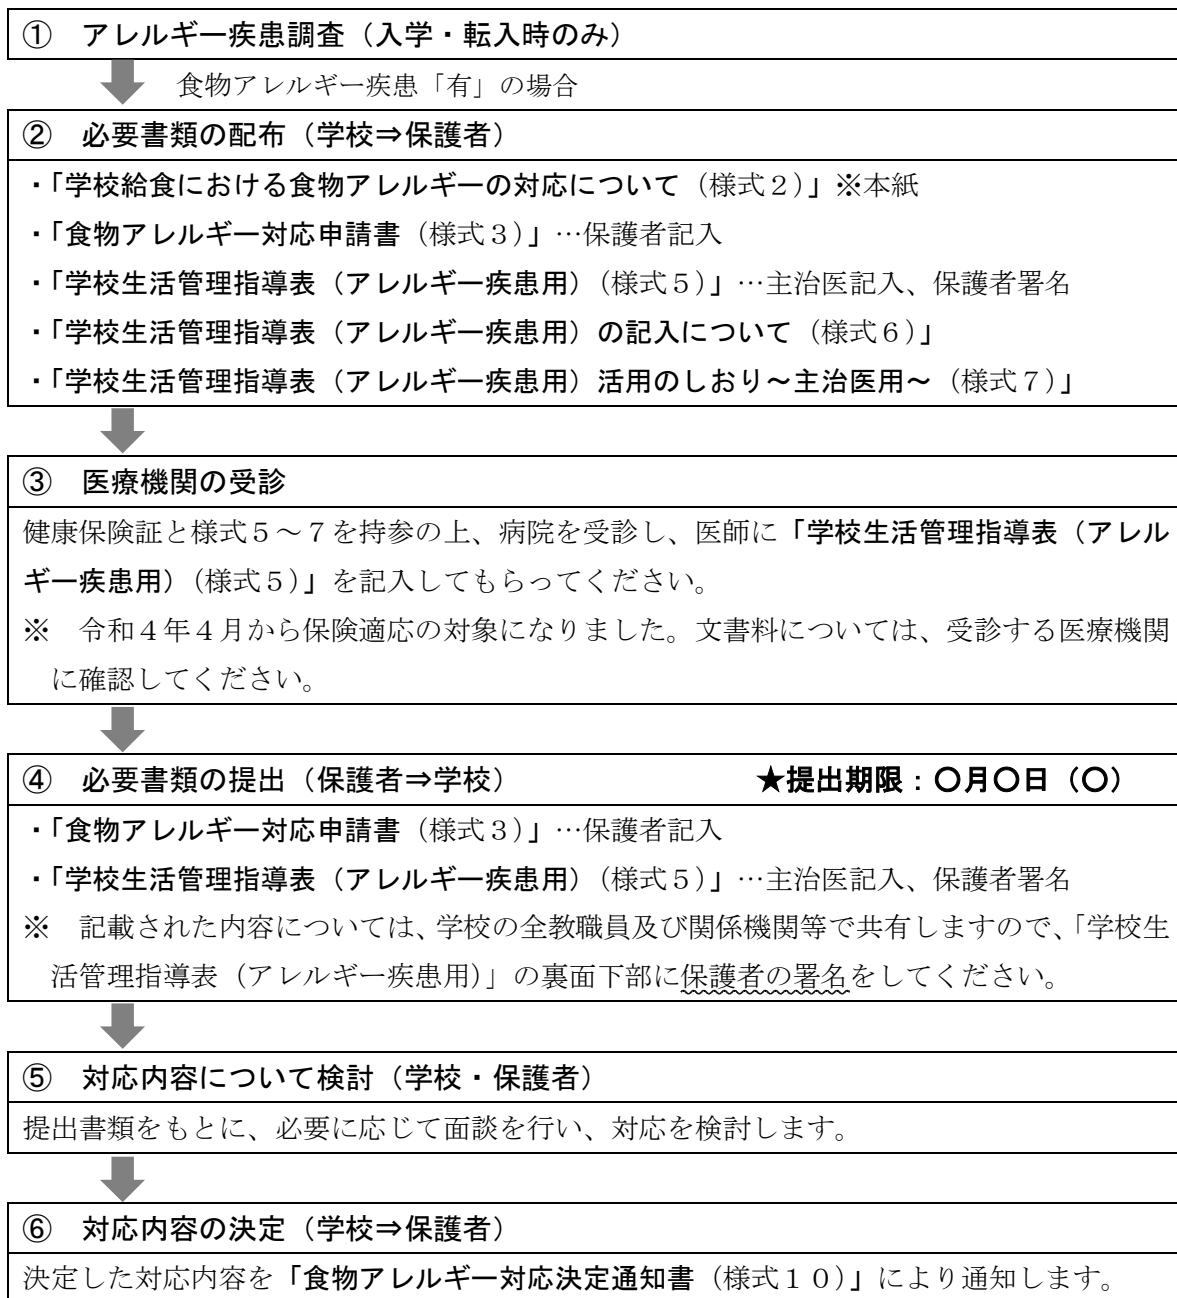 ① アレルギー疾患調査（入学・転入時のみ）
食物アレルギー疾患「有」の場合
② 必要書類の配布（学校⇒保護者）
・「学校給食における食物アレルギーの対応について（様式２）」※本紙
・「食物アレルギー対応申請書（様式３）」…保護者記入
・「学校生活管理指導表（アレルギー疾患用）（様式５）」…主治医記入、保護者署名
・「学校生活管理指導表（アレルギー疾患用）の記入について（様式６）」
・「学校生活管理指導表（アレルギー疾患用）活用のしおり～主治医用～（様式７）」
③ 医療機関の受診
健康保険証と様式５～７を持参の上、病院を受診し、医師に「学校生活管理指導表（アレル
ギー疾患用）（様式５）」を記入してもらってください。
※ 令和４年４月から保険適応の対象になりました。文書料については、受診する医療機関
に確認してください。
④ 必要書類の提出（保護者⇒学校） ★提出期限：〇月〇日（〇）
・「食物アレルギー対応申請書（様式３）」…保護者記入
・「学校生活管理指導表（アレルギー疾患用）（様式５）」…主治医記入、保護者署名
※ 記載された内容については、学校の全教職員及び関係機関等で共有しますので、「学校生
活管理指導表（アレルギー疾患用）」の裏面下部に保護者の署名をしてください。
⑤ 対応内容について検討（学校・保護者）
提出書類をもとに、必要に応じて面談を行い、対応を検討します。
⑥ 対応内容の決定（学校⇒保護者）
決定した対応内容を「食物アレルギー対応決定通知書（様式１０）」により通知します。